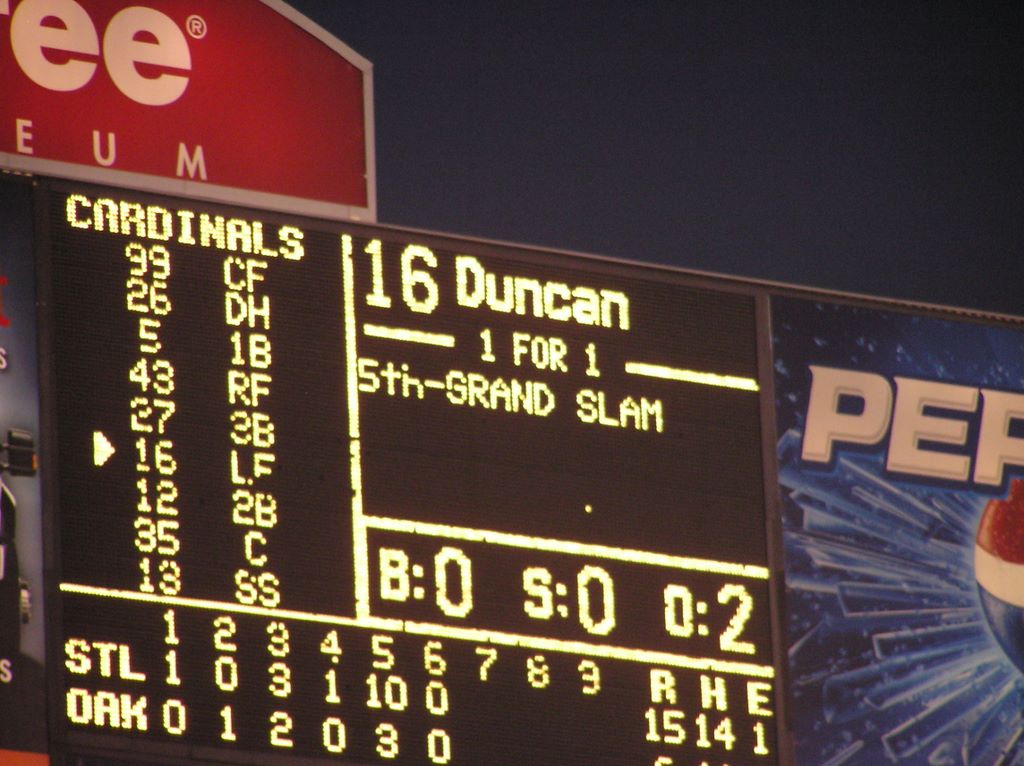 ee®
E U M
CARDINALS
99 CF
26 DH
5 1B
43 RF
27 3B
16 LF
12 2B
35 C
13 SS
16 Duncan
1 FOR 1
5th-GRAND SLAM
B:0 S:0 O:2
1 2 3 4 5 6 7 8 9 R H E
STL 1 0 3 1 10 0 15 14 1
OAK 0 1 2 0 3 0
PEP